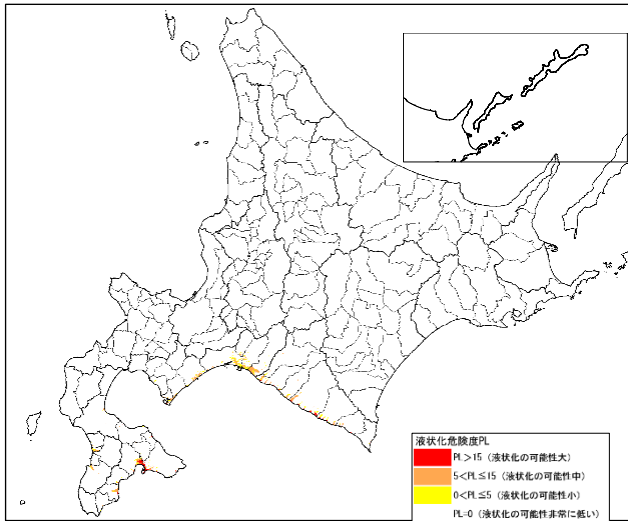 液状化危険度PL
PL>15（液状化の可能性大）
5<PL≦15（液状化の可能性中）
0<PL≦5（液状化の可能性小）
PL=0（液状化の可能性非常に低い）